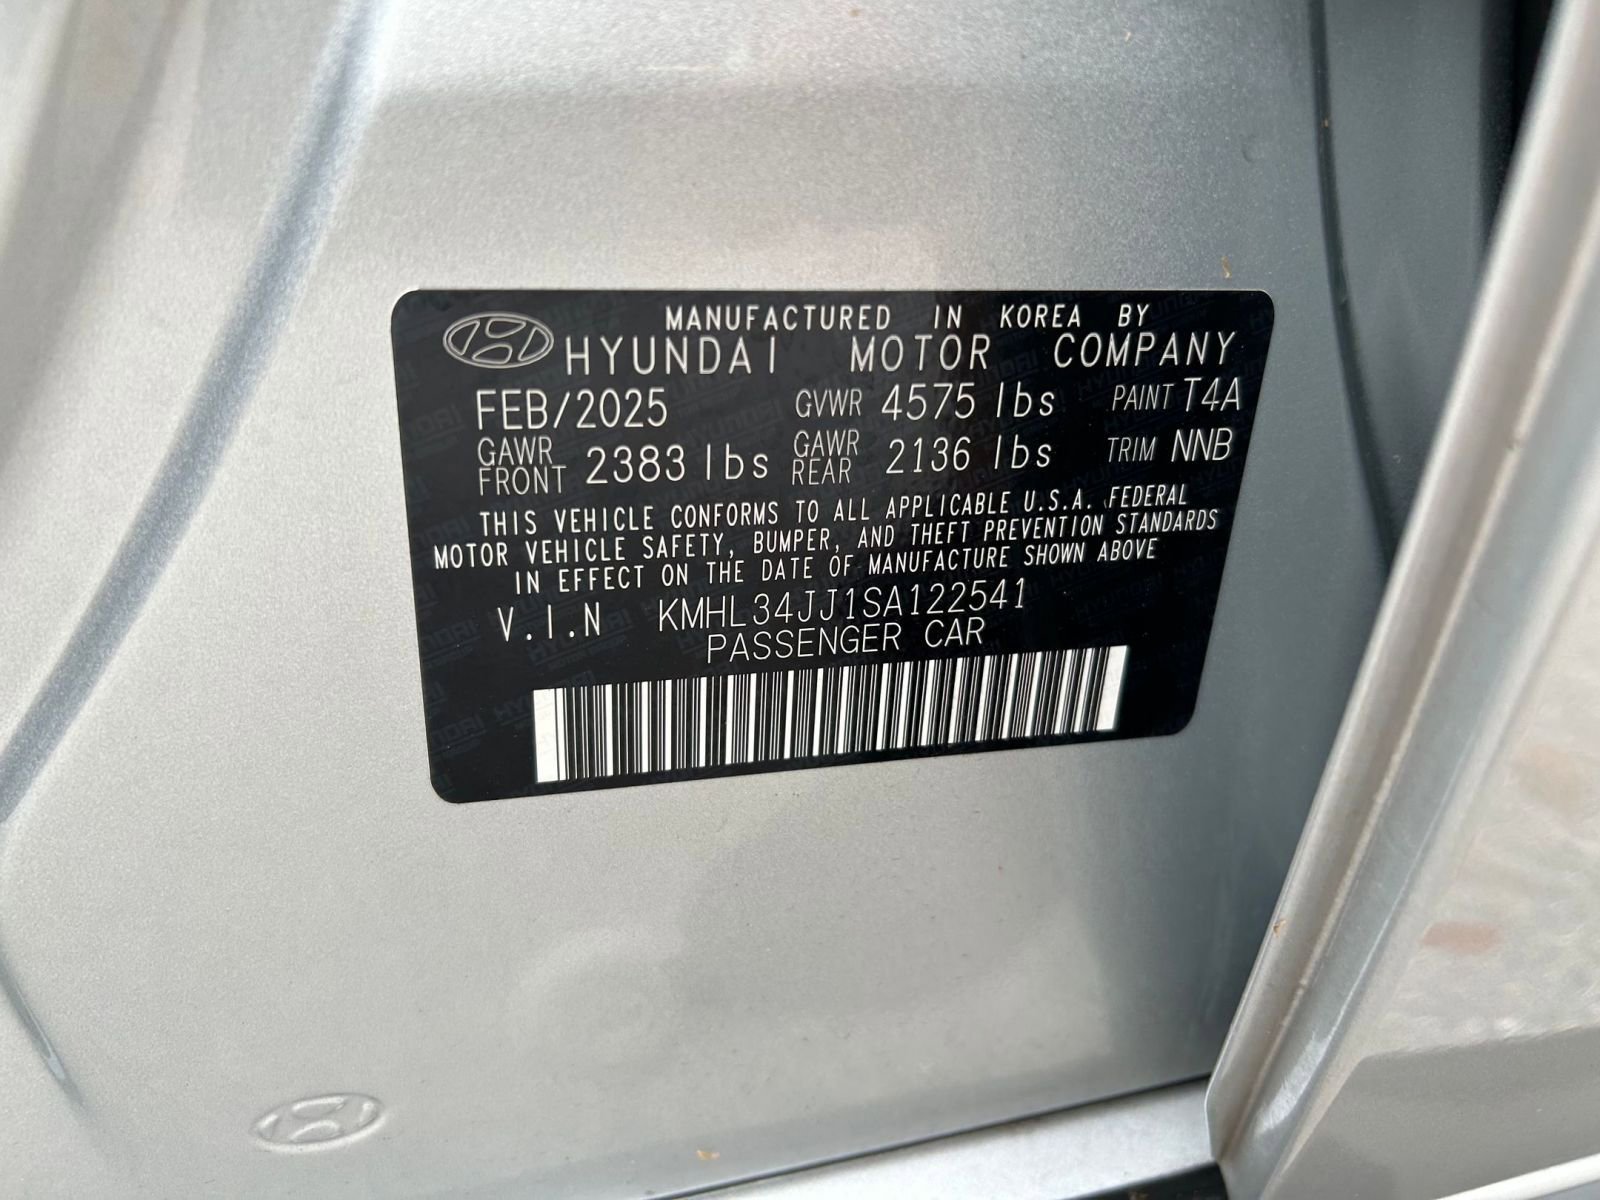 MANUFACTURED IN KOREA BY
HYUNDAI MOTOR COMPANY
FEB/2025 GVWR 4575 lbs PAINT T4A
GAWR FRONT 2383 lbs GAWR REAR 2136 lbs TRIM NNB
THIS VEHICLE CONFORMS TO ALL APPLICABLE U.S.A. FEDERAL
MOTOR VEHICLE SAFETY, BUMPER, AND THEFT PREVENTION STANDARDS
IN EFFECT ON THE DATE OF MANUFACTURE SHOWN ABOVE
V.I.N KMHL34JJ1SA122541
PASSENGER CAR